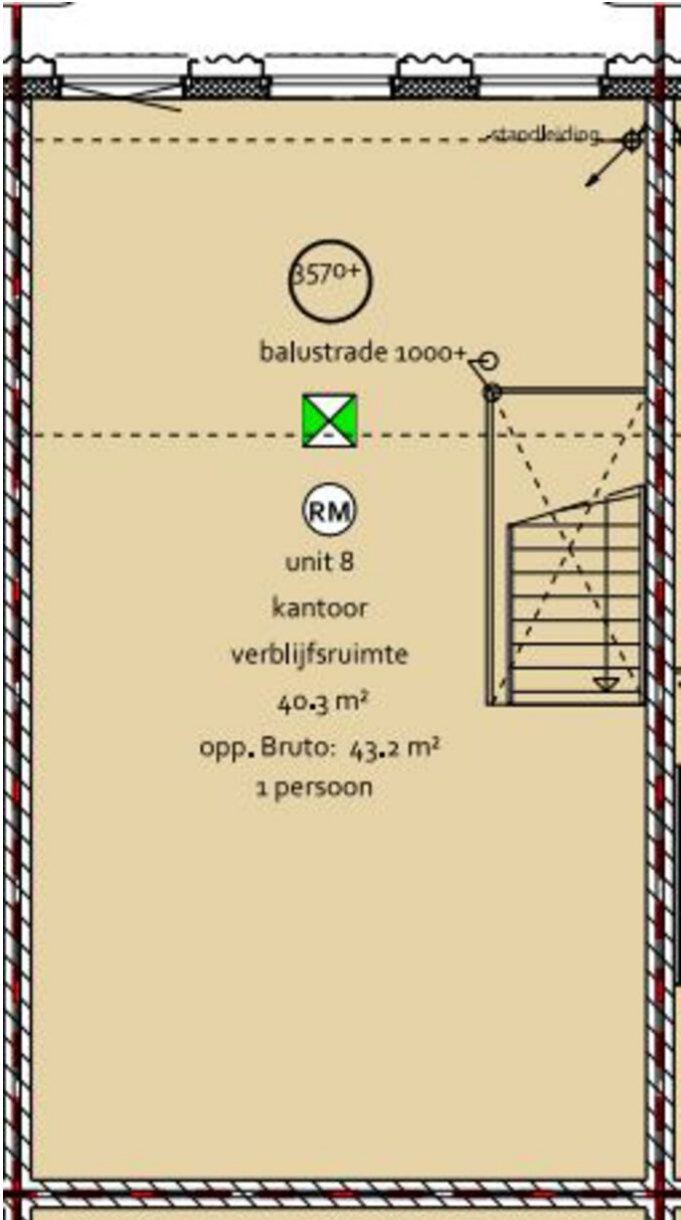 standleiding
3570+
balustrade 1000+
RM
unit 8
kantoor
verblijfsruimte
40.3 m²
opp. Bruto: 43.2 m²
1 persoon